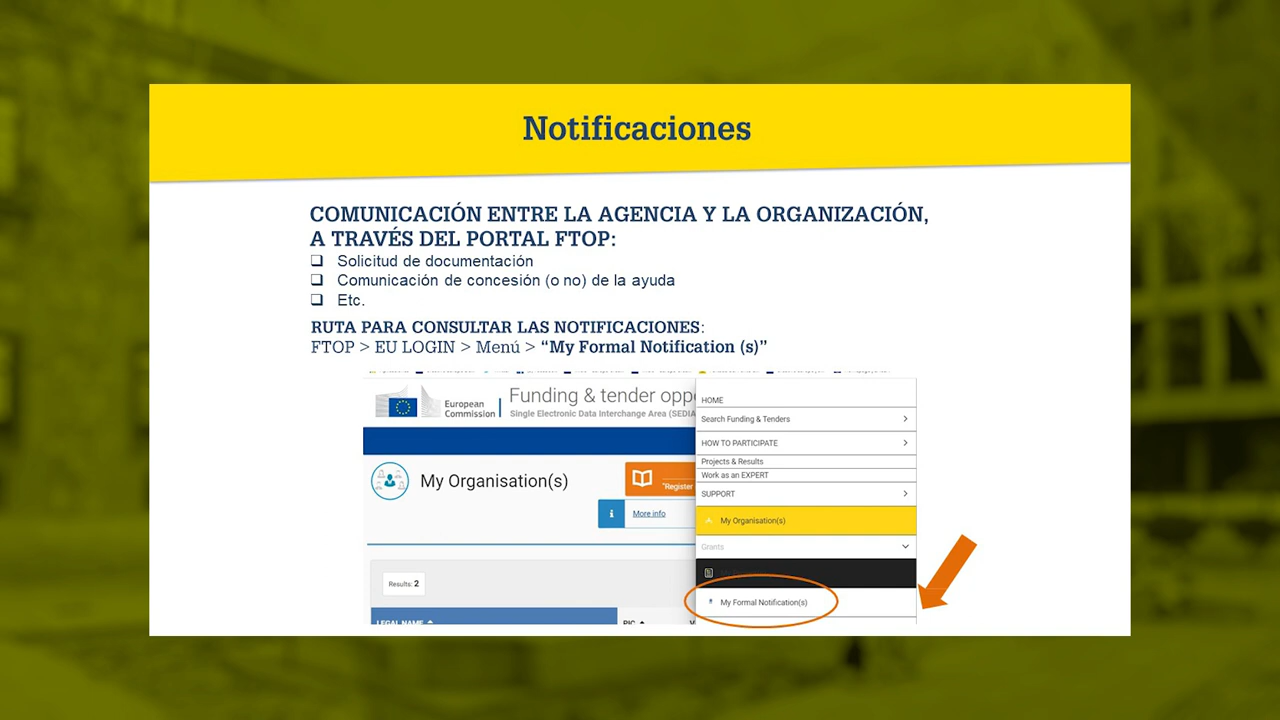 Notificaciones
COMUNICACIÓN ENTRE LA AGENCIA Y LA ORGANIZACIÓN,
A TRAVÉS DEL PORTAL FTOP:
❑ Solicitud de documentación
❑ Comunicación de concesión (o no) de la ayuda
❑ Etc.
RUTA PARA CONSULTAR LAS NOTIFICACIONES:
FTOP > EU LOGIN > Menú > “My Formal Notification (s)”
European
Commission
Funding & tender oppo
Single Electronic Data Interchange Area (SEDIA
My Organisation(s)
"Register
i
More info
Results: 2
LEGAL NAME
PIC
HOME
Search Funding & Tenders
HOW TO PARTICIPATE
Projects & Results
Work as an EXPERT
SUPPORT
My Organisation(s)
Grants
My Formal Notification(s)